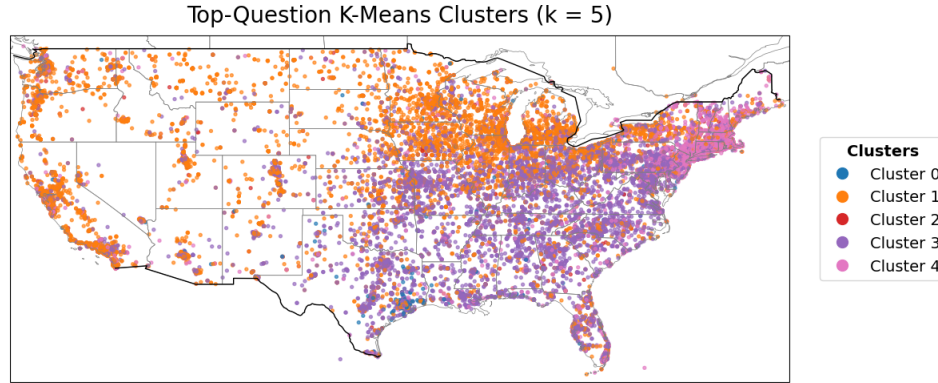 Top-Question K-Means Clusters (k = 5)
Clusters
Cluster 0
Cluster 1
Cluster 2
Cluster 3
Cluster 4